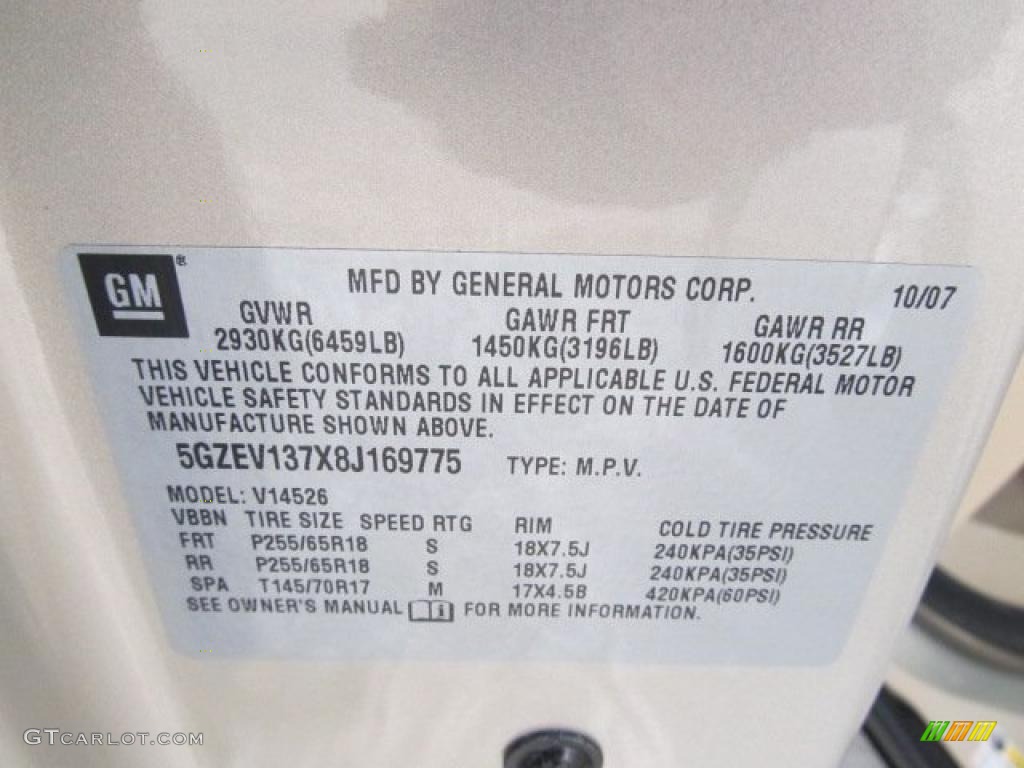 GM®
MFD BY GENERAL MOTORS CORP. 10/07
GVWR GAWR FRT GAWR RR
2930KG(6459LB) 1450KG(3196LB) 1600KG(3527LB)
THIS VEHICLE CONFORMS TO ALL APPLICABLE U.S. FEDERAL MOTOR
VEHICLE SAFETY STANDARDS IN EFFECT ON THE DATE OF
MANUFACTURE SHOWN ABOVE.
5GZEV137X8J169775 TYPE: M.P.V.
MODEL: V14526
VBBN TIRE SIZE SPEED RTG RIM COLD TIRE PRESSURE
FRT P255/65R18 S 18X7.5J 240KPA(35PSI)
RR P255/65R18 S 18X7.5J 240KPA(35PSI)
SPA T145/70R17 M 17X4.5B 420KPA(60PSI)
SEE OWNER'S MANUAL i FOR MORE INFORMATION.
GTCARLOT.COM